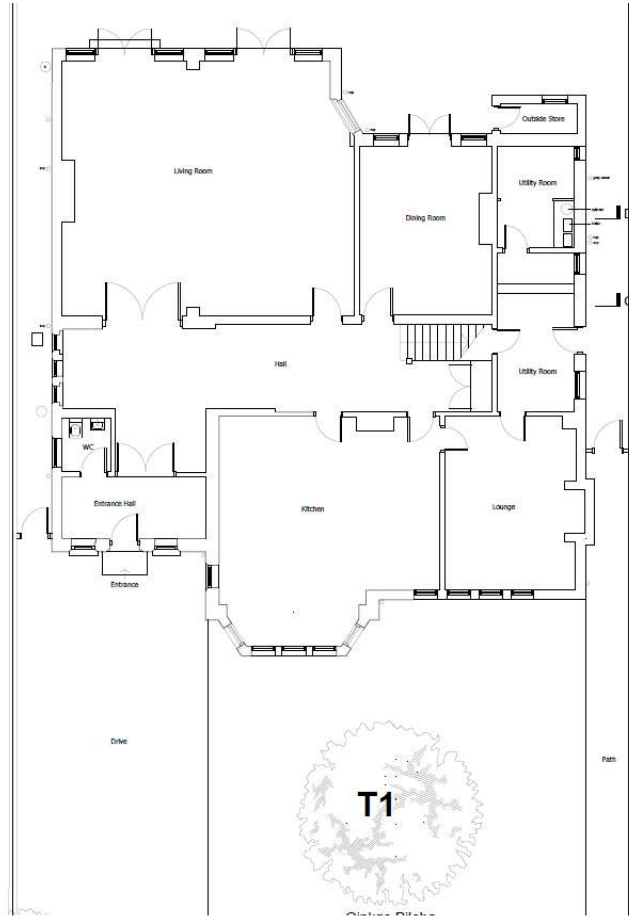 Outside Store
Living Room
Utility Room
Dining Room
Hall
Utility Room
WC
Entrance Hall
Kitchen
Lounge
Entrance
Drive
Path
T1